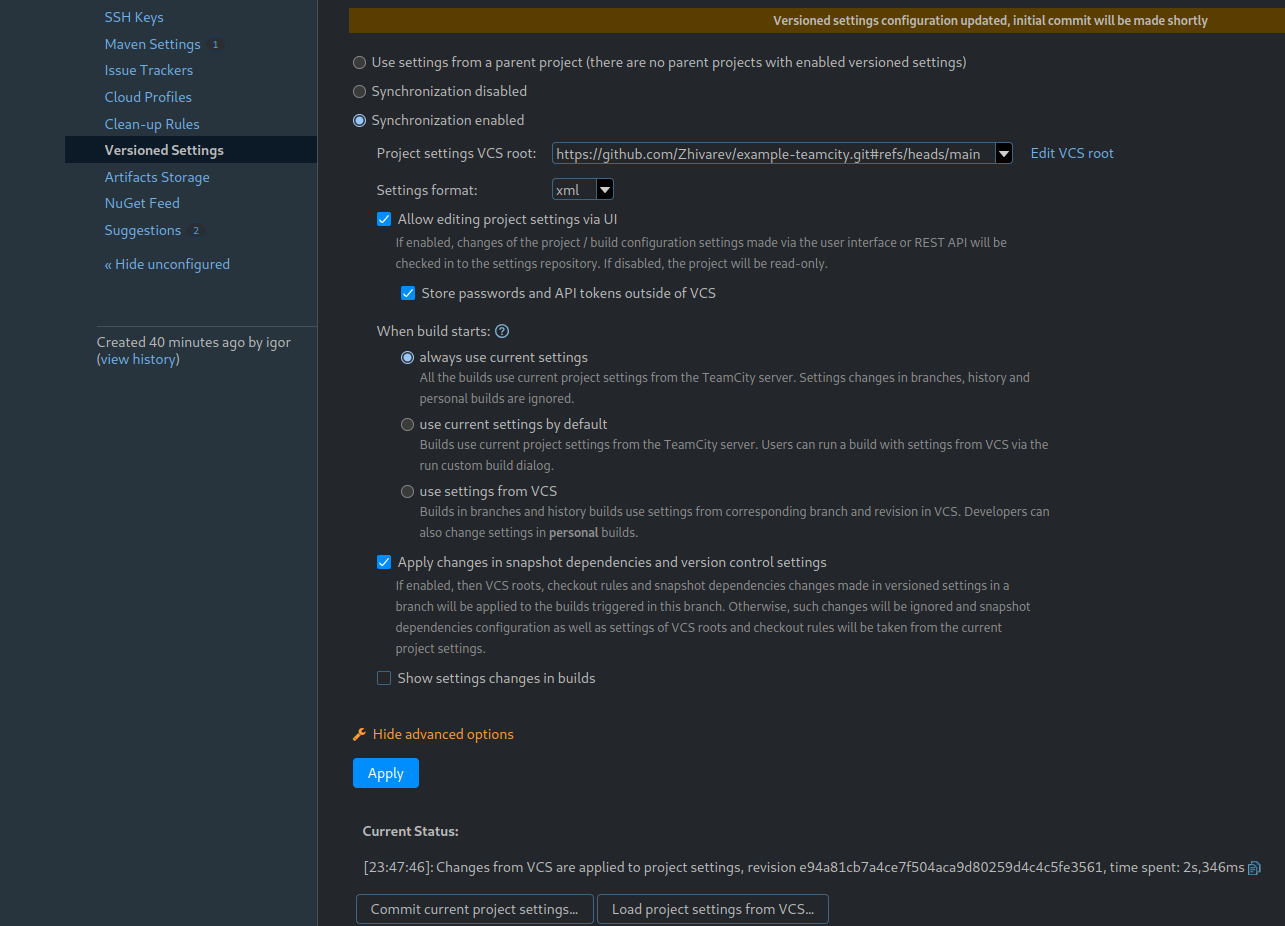 SSH Keys
Maven Settings 1
Issue Trackers
Cloud Profiles
Clean-up Rules
Versioned Settings
Artifacts Storage
NuGet Feed
Suggestions 2
« Hide unconfigured
Created 40 minutes ago by igor
(view history)
Versioned settings configuration updated, initial commit will be made shortly
Use settings from a parent project (there are no parent projects with enabled versioned settings)
Synchronization disabled
Synchronization enabled
Project settings VCS root: https://github.com/Zhivarev/example-teamcity.git#refs/heads/main Edit VCS root
Settings format: xml
Allow editing project settings via UI
If enabled, changes of the project / build configuration settings made via the user interface or REST API will be
checked in to the settings repository. If disabled, the project will be read-only.
Store passwords and API tokens outside of VCS
When build starts: ?
always use current settings
All the builds use current project settings from the TeamCity server. Settings changes in branches, history and
personal builds are ignored.
use current settings by default
Builds use current project settings from the TeamCity server. Users can run a build with settings from VCS via the
run custom build dialog.
use settings from VCS
Builds in branches and history builds use settings from corresponding branch and revision in VCS. Developers can
also change settings in personal builds.
Apply changes in snapshot dependencies and version control settings
If enabled, then VCS roots, checkout rules and snapshot dependencies changes made in versioned settings in a
branch will be applied to the builds triggered in this branch. Otherwise, such changes will be ignored and snapshot
dependencies configuration as well as settings of VCS roots and checkout rules will be taken from the current
project settings.
Show settings changes in builds
Hide advanced options
Apply
Current Status:
[23:47:46]: Changes from VCS are applied to project settings, revision e94a81cb7a4ce7f504aca9d80259d4c4c5fe3561, time spent: 2s,346ms
Commit current project settings... Load project settings from VCS...